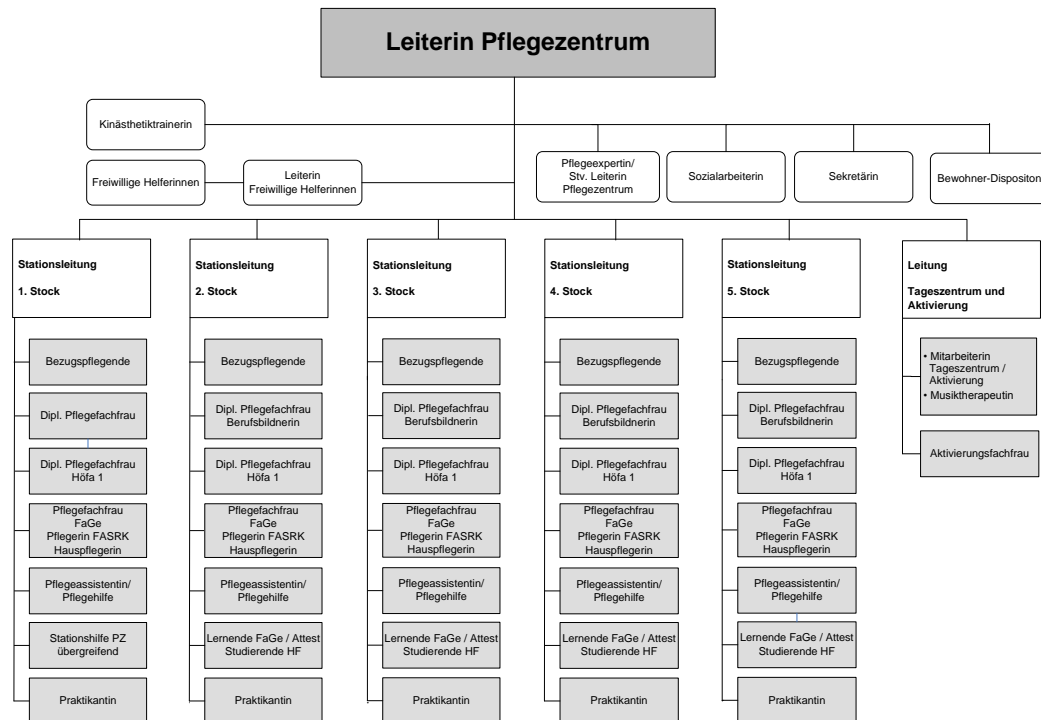 Leiterin Pflegezentrum
Kinästhetiktrainerin
Freiwillige Helferinnen
Leiterin
Freiwillige Helferinnen
Pflegeexpertin/
Stv. Leiterin
Pflegezentrum
Sozialarbeiterin
Sekretärin
Bewohner-Dispositon
Stationsleitung
1. Stock
Bezugspflegende
Dipl. Pflegefachfrau
Dipl. Pflegefachfrau
Höfa 1
Pflegefachfrau
FaGe
Pflegerin FASRK
Hauspflegerin
Pflegeassistentin/
Pflegehilfe
Stationshilfe PZ
übergreifend
Praktikantin
Stationsleitung
2. Stock
Bezugspflegende
Dipl. Pflegefachfrau
Berufsbildnerin
Dipl. Pflegefachfrau
Höfa 1
Pflegefachfrau
FaGe
Pflegerin FASRK
Hauspflegerin
Pflegeassistentin/
Pflegehilfe
Lernende FaGe / Attest
Studierende HF
Praktikantin
Stationsleitung
3. Stock
Bezugspflegende
Dipl. Pflegefachfrau
Berufsbildnerin
Dipl. Pflegefachfrau
Höfa 1
Pflegefachfrau
FaGe
Pflegerin FASRK
Hauspflegerin
Pflegeassistentin/
Pflegehilfe
Lernende FaGe / Attest
Studierende HF
Praktikantin
Stationsleitung
4. Stock
Bezugspflegende
Dipl. Pflegefachfrau
Berufsbildnerin
Dipl. Pflegefachfrau
Höfa 1
Pflegefachfrau
FaGe
Pflegerin FASRK
Hauspflegerin
Pflegeassistentin/
Pflegehilfe
Lernende FaGe / Attest
Studierende HF
Praktikantin
Stationsleitung
5. Stock
Bezugspflegende
Dipl. Pflegefachfrau
Berufsbildnerin
Dipl. Pflegefachfrau
Höfa 1
Pflegefachfrau
FaGe
Pflegerin FASRK
Hauspflegerin
Pflegeassistentin/
Pflegehilfe
Lernende FaGe / Attest
Studierende HF
Praktikantin
Leitung
Tageszentrum und
Aktivierung
• Mitarbeiterin
Tageszentrum /
Aktivierung
• Musiktherapeutin
Aktivierungsfachfrau